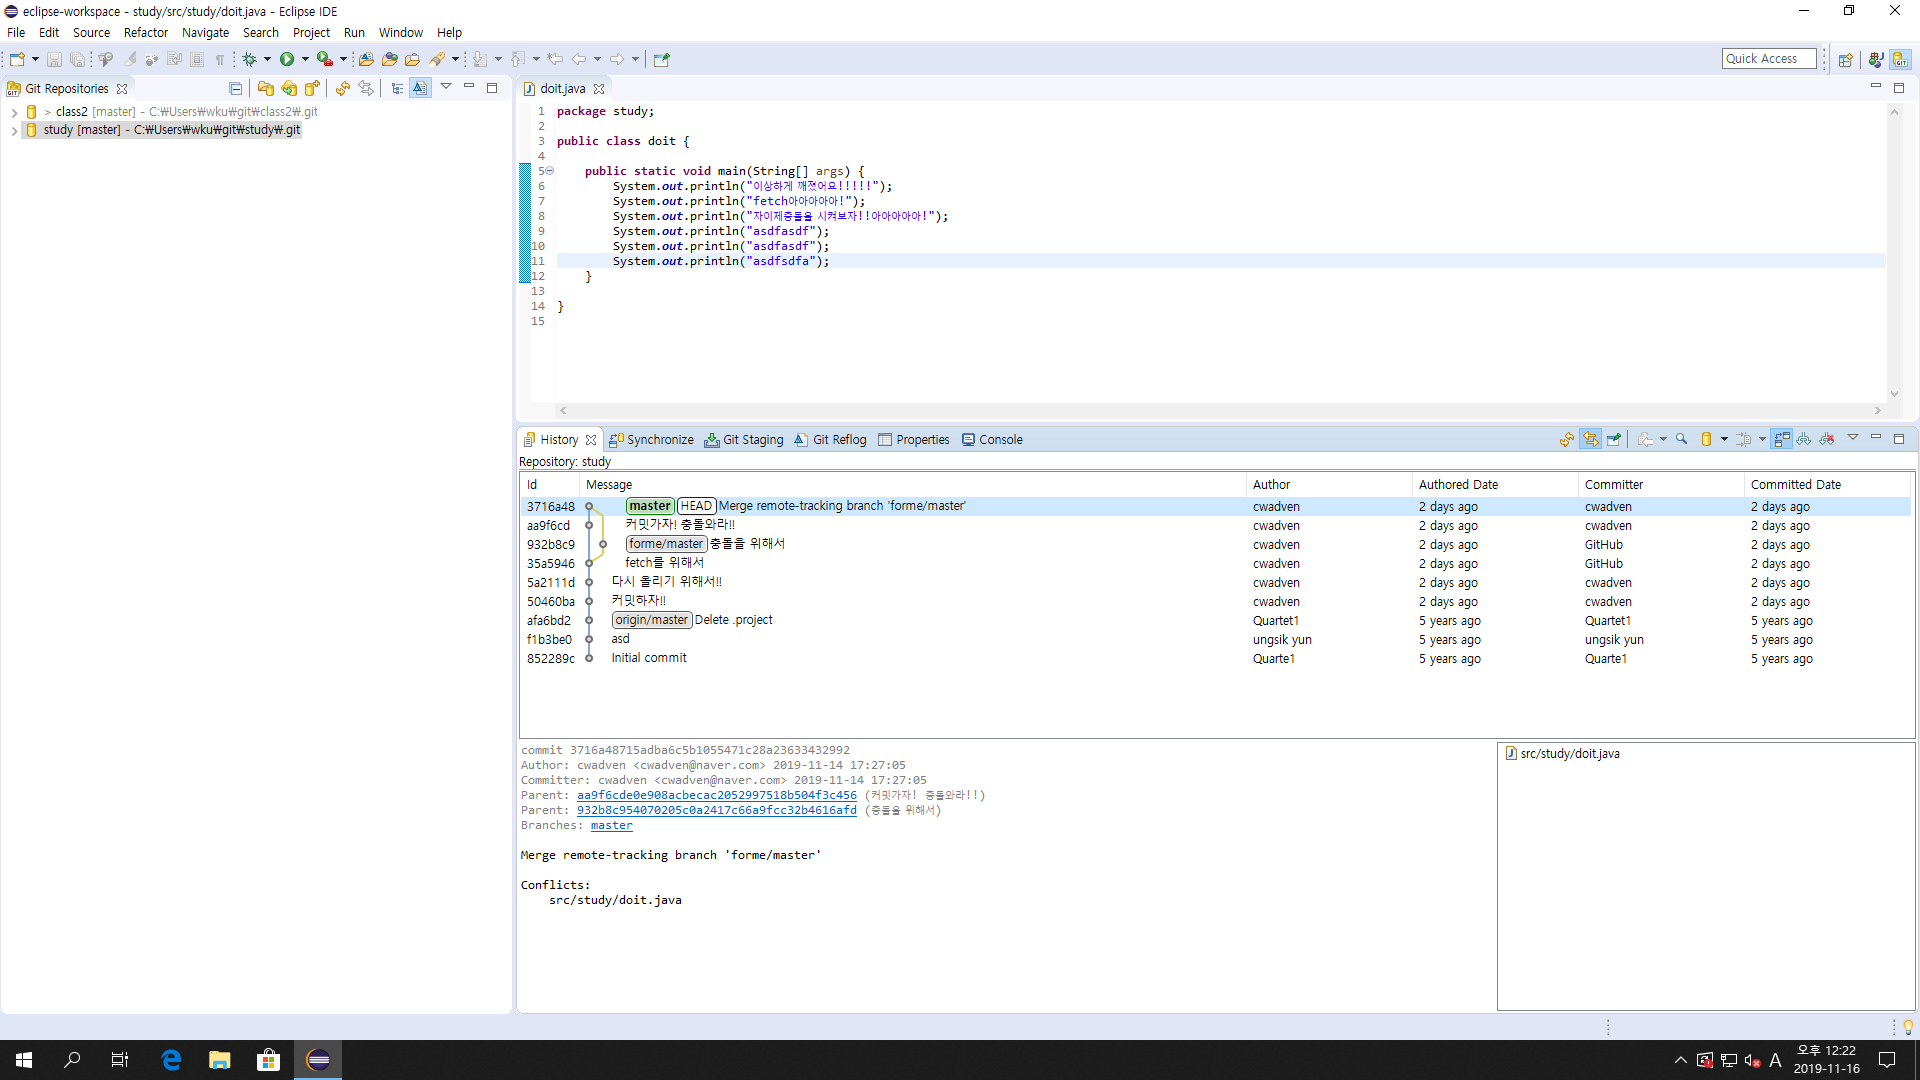 eclipse-workspace - study/src/study/doit.java - Eclipse IDE
File Edit Source Refactor Navigate Search Project Run Window Help
Quick Access
Git Repositories
> class2 [master] - C:₩Users₩wku₩git₩class2₩.git
study [master] - C:₩Users₩wku₩git₩study₩.git
doit.java
1 package study;
2
3 public class doit {
4
5 public static void main(String[] args) {
6 System.out.println("이상하게 깨졌어요!!!!!");
7 System.out.println("fetch아아아아아!");
8 System.out.println("자이제충돌을 시켜보자!!아아아아아!");
9 System.out.println("asdfasdf");
10 System.out.println("asdfasdf");
11 System.out.println("asdfsdfa");
12 }
13
14 }
15
History Synchronize Git Staging Git Reflog Properties Console
Repository: study
Id Message Author Authored Date Committer Committed Date
3716a48 master HEAD Merge remote-tracking branch 'forme/master' cwadven 2 days ago cwadven 2 days ago
aa9f6cd 커밋가자! 충돌와라!! cwadven 2 days ago cwadven 2 days ago
932b8c9 forme/master 충돌을 위해서 cwadven 2 days ago GitHub 2 days ago
35a5946 fetch를 위해서 cwadven 2 days ago GitHub 2 days ago
5a2111d 다시 올리기 위해서!! cwadven 2 days ago cwadven 2 days ago
50460ba 커밋하자!! cwadven 2 days ago cwadven 2 days ago
afa6bd2 origin/master Delete .project Quartet1 5 years ago Quartet1 5 years ago
f1b3be0 asd ungsik yun 5 years ago ungsik yun 5 years ago
852289c Initial commit Quarte1 5 years ago Quarte1 5 years ago
commit 3716a48715adba6c5b1055471c28a23633432992
Author: cwadven <cwadven@naver.com> 2019-11-14 17:27:05
Committer: cwadven <cwadven@naver.com> 2019-11-14 17:27:05
Parent: aa9f6cde0e908acbecac2052997518b504f3c456 (커밋가자! 충돌와라!!)
Parent: 932b8c954070205c0a2417c66a9fcc32b4616afd (충돌을 위해서)
Branches: master
Merge remote-tracking branch 'forme/master'
Conflicts:
src/study/doit.java
src/study/doit.java
A
오후 12:22
2019-11-16